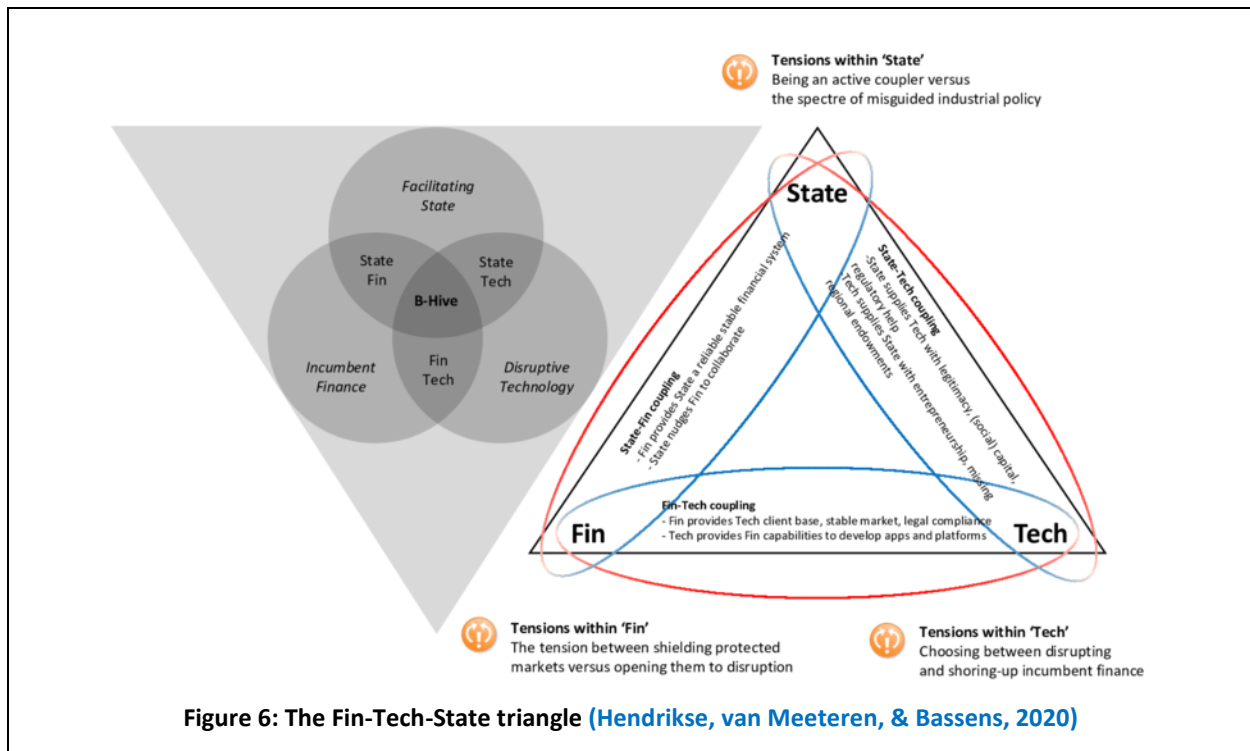 Tensions within 'State'
Being an active coupler versus
the spectre of misguided industrial policy
Facilitating
State
State
Fin
State
Tech
B-Hive
Incumbent
Finance
Fin
Tech
Disruptive
Technology
State
State-Fin coupling
- Fin provides State a reliable stable financial system
- State nudges Fin to collaborate
State-Tech coupling
-State supplies Tech with legitimacy, (social) capital,
regulatory help
-Tech supplies State with entrepreneurship, missing
regional endowments
Fin-Tech coupling
- Fin provides Tech client base, stable market, legal compliance
- Tech provides Fin capabilities to develop apps and platforms
Fin
Tech
Tensions within 'Fin'
The tension between shielding protected
markets versus opening them to disruption
Tensions within 'Tech'
Choosing between disrupting
and shoring-up incumbent finance
Figure 6: The Fin-Tech-State triangle (Hendrikse, van Meeteren, & Bassens, 2020)